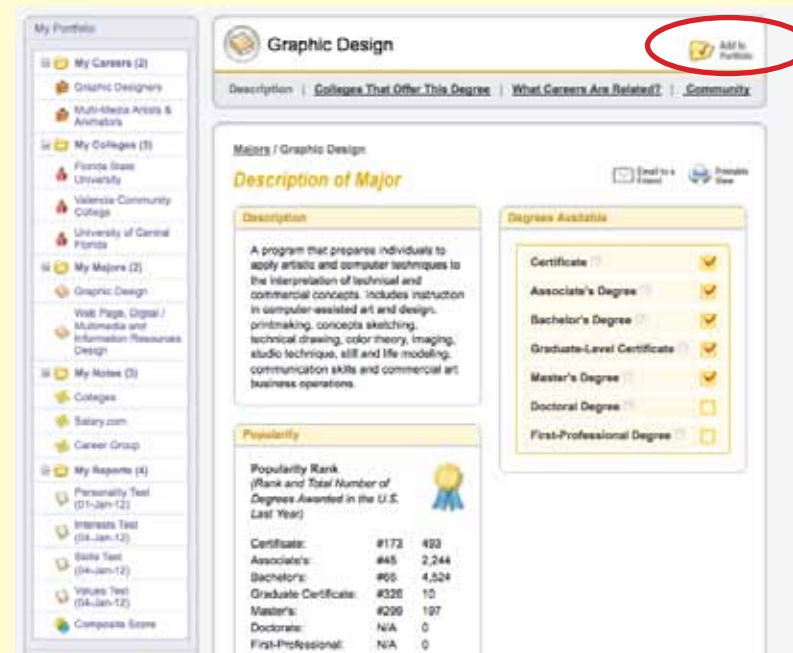 My Portfolio
My Careers (2)
Graphic Designers
Multi-Media Artists &
Animators
My Colleges (3)
Florida State
University
Valencia Community
College
University of Central
Florida
My Majors (2)
Graphic Design
Web Page, Digital /
Multimedia and
Information Resources
Design
My Notes (3)
Colleges
Salary.com
Career Group
My Reports (4)
Personality Test
(01-Jan-12)
Interests Test
(04-Jan-12)
Skills Test
(04-Jan-12)
Values Test
(04-Jan-12)
Composite Score
Graphic Design
Add to
Portfolio
Description | Colleges That Offer This Degree | What Careers Are Related? | Community
Majors / Graphic Design
Description of Major
Email to a
Friend
Printable
View
Description
A program that prepares individuals to
apply artistic and computer techniques to
the interpretation of technical and
commercial concepts. Includes instruction
in computer-assisted art and design,
printmaking, concepts sketching,
technical drawing, color theory, imaging,
studio technique, still and life modeling,
communication skills and commercial art
business operations.
Degrees Available
Certificate
Associate's Degree
Bachelor's Degree
Graduate-Level Certificate
Master's Degree
Doctoral Degree
First-Professional Degree
Popularity
Popularity Rank
(Rank and Total Number of
Degrees Awarded in the U.S.
Last Year)
Certificate: #173 493
Associate's: #45 2,244
Bachelor's: #65 4,524
Graduate Certificate: #326 10
Master's: #299 197
Doctorate: N/A 0
First-Professional: N/A 0